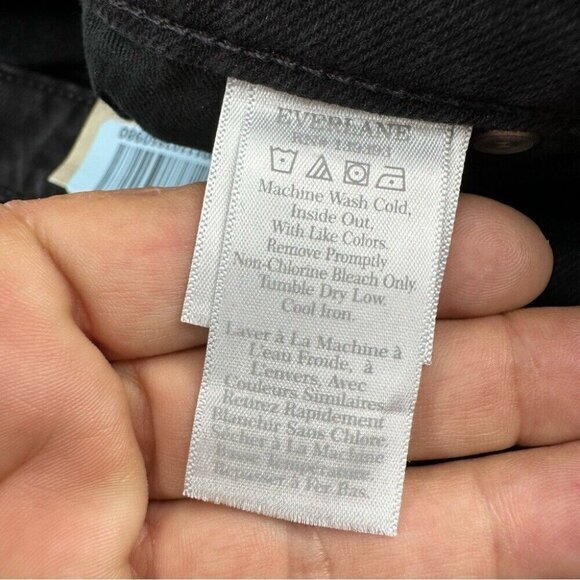 EVERLANE
Machine Wash Cold,
Inside Out,
With Like Colors.
Remove Promptly
Non-Chlorine Bleach Only.
Tumble Dry Low.
Cool Iron.
Laver à La Machine à
L'eau Froide, à
L'envers. Avec
Couleurs Similaires.
Retirez Rapidement
Blanchir Sans Chlore
Sécher à La Machine
Basse Température
Repasser à Fer Bas.